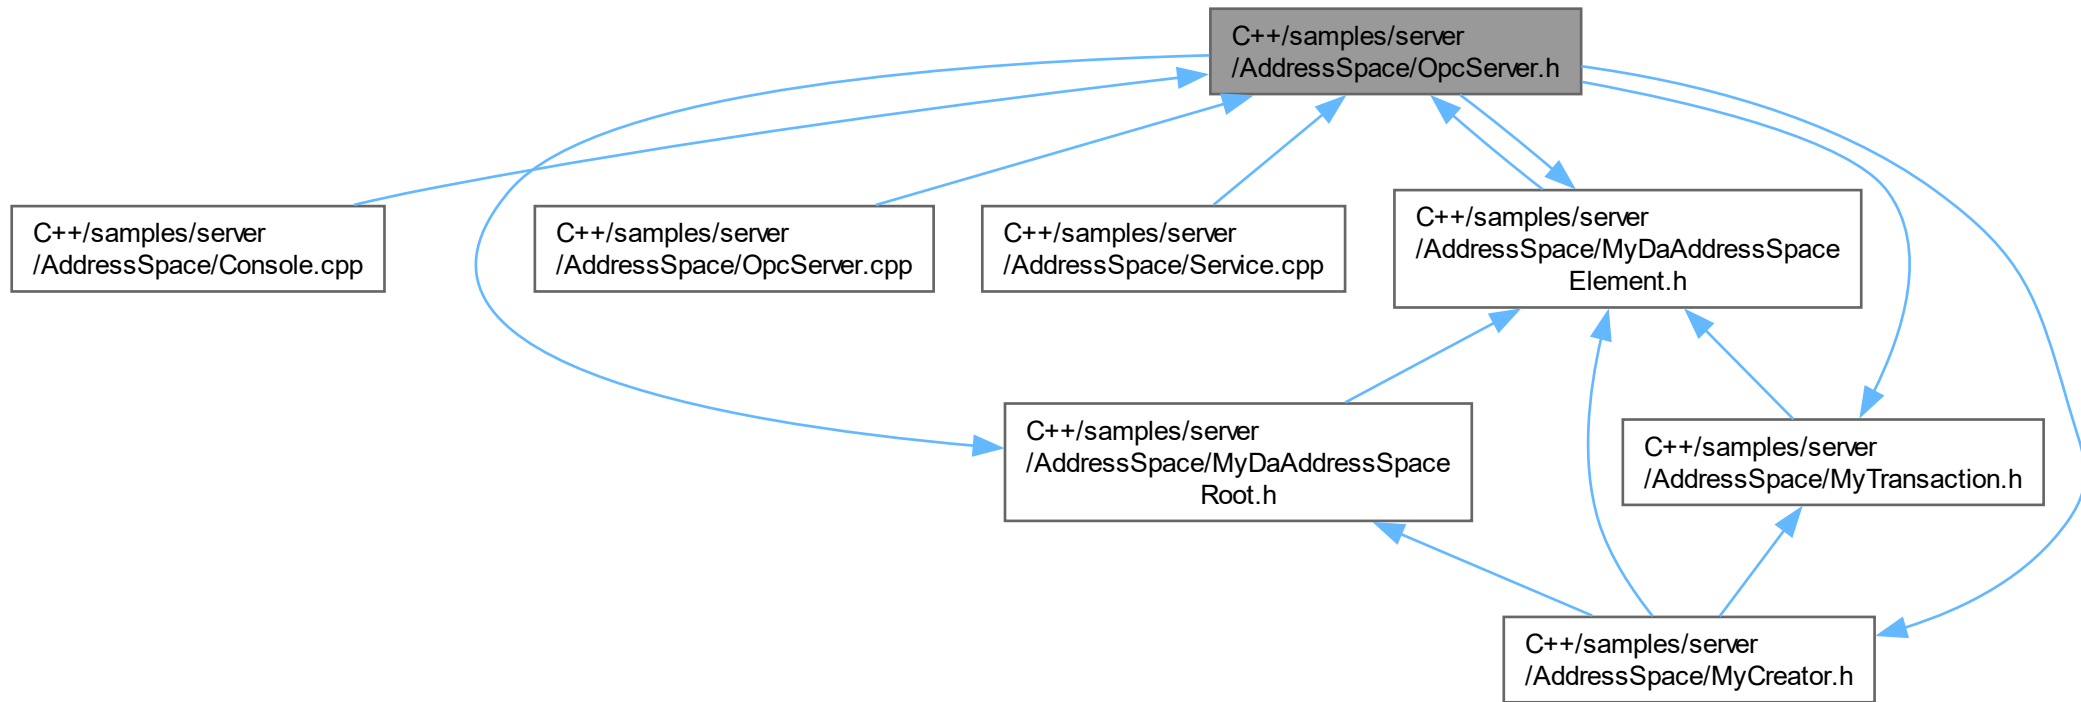 C++/samples/server
/AddressSpace/OpcServer.h
C++/samples/server
/AddressSpace/Console.cpp
C++/samples/server
/AddressSpace/OpcServer.cpp
C++/samples/server
/AddressSpace/Service.cpp
C++/samples/server
/AddressSpace/MyDaAddressSpace
Element.h
C++/samples/server
/AddressSpace/MyDaAddressSpace
Root.h
C++/samples/server
/AddressSpace/MyTransaction.h
C++/samples/server
/AddressSpace/MyCreator.h